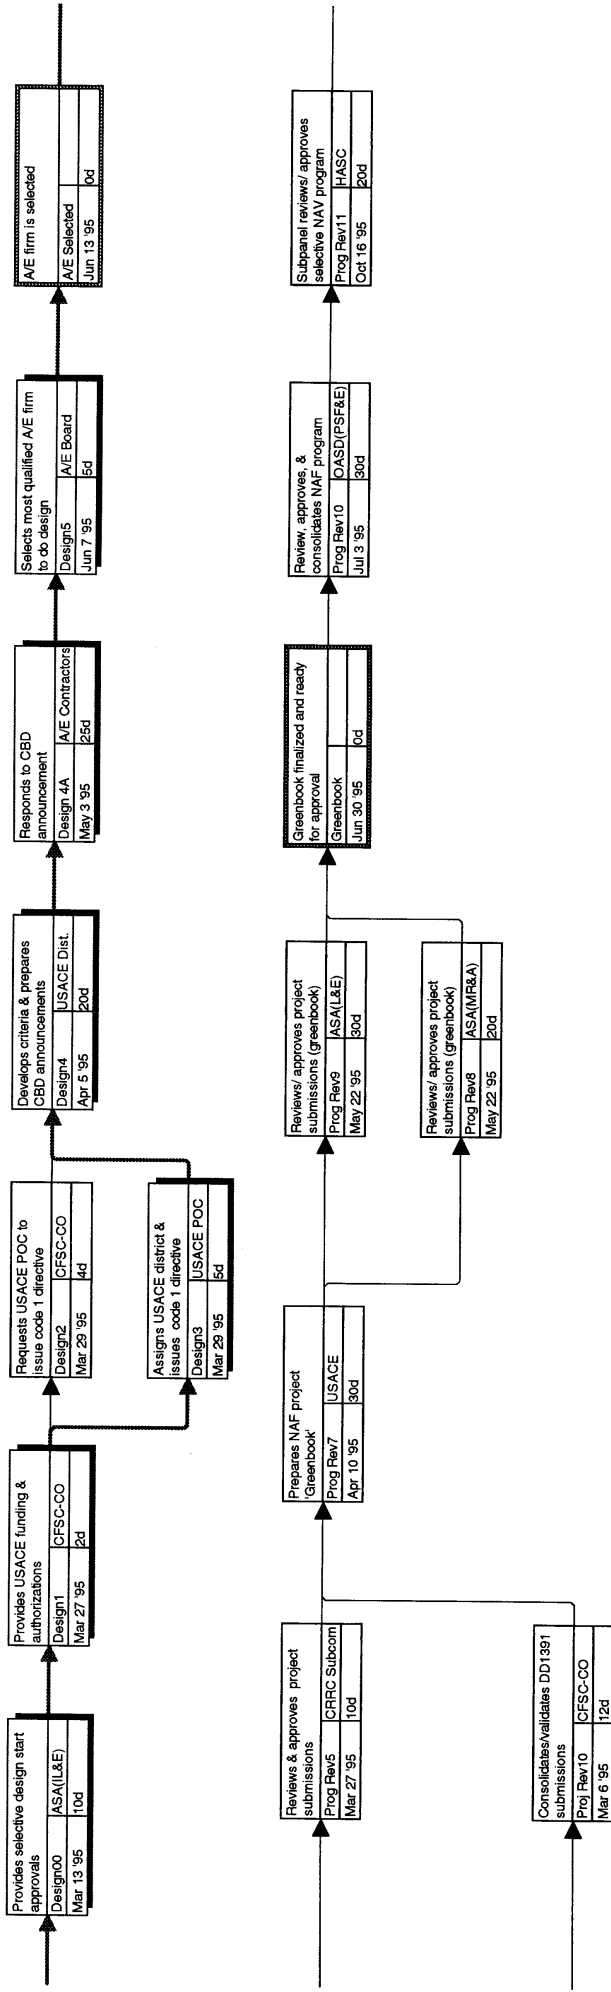 Provides selective design start
approvals
Design00 ASA(IL&E)
Mar 13 '95 10d
Provides USACE funding &
authorizations
Design1 CFSC-CO
Mar 27 '95 2d
Requests USACE POC to
issue code 1 directive
Design2 CFSC-CO
Mar 29 '95 4d
Assigns USACE district &
issues code 1 directive
Design3 USACE POC
Mar 29 '95 5d
Develops criteria & prepares
CBD announcements
Design4 USACE Dist.
Apr 5 '95 20d
Responds to CBD
announcement
Design 4A A/E Contractors
May 3 '95 25d
Selects most qualified A/E firm
to do design
Design5 A/E Board
Jun 7 '95 5d
A/E firm is selected
A/E Selected
Jun 13 '95 0d
Reviews & approves project
submissions
Prog Rev5 CRRC Subcom
Mar 27 '95 10d
Consolidates/validates DD1391
submissions
Proj Rev10 CFSC-CO
Mar 6 '95 12d
Prepares NAF project
'Greenbook'
Prog Rev7 USACE
Apr 10 '95 30d
Reviews/ approves project
submissions (greenbook)
Prog Rev9 ASA(L&E)
May 22 '95 30d
Reviews/ approves project
submissions (greenbook)
Prog Rev8 ASA(MR&A)
May 22 '95 20d
Greenbook finalized and ready
for approval
Greenbook
Jun 30 '95 0d
Review, approves, &
consolidates NAF program
Prog Rev10 OASD(PSF&E)
Jul 3 '95 30d
Subpanel reviews/ approves
selective NAV program
Prog Rev11 HASC
Oct 16 '95 20d